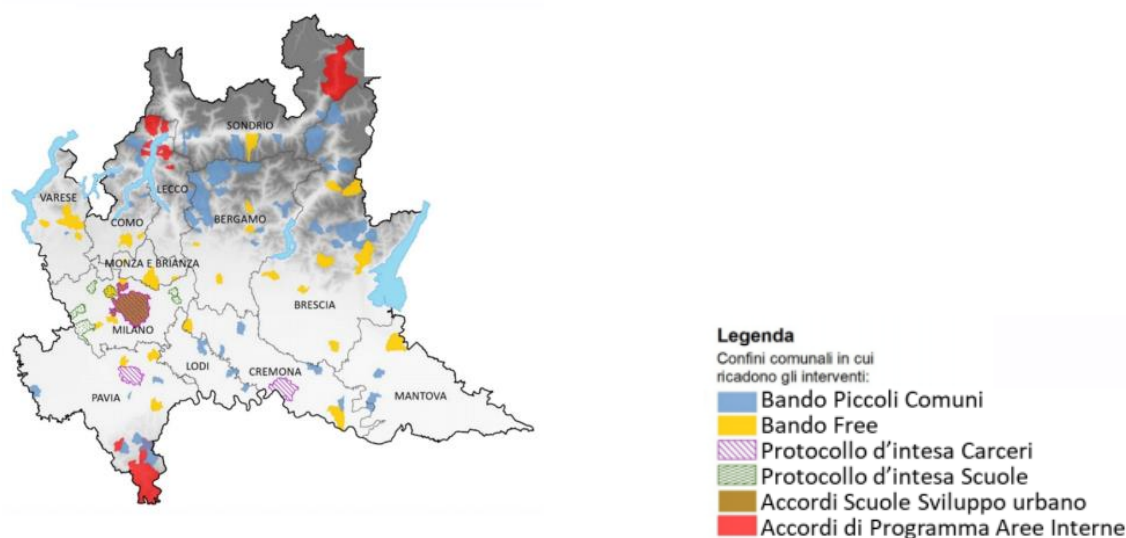 SONDRIO
LECCO
VARESE
COMO
BERGAMO
MONZA E BRIANZA
BRESCIA
MILANO
LODI
CREMONA
PAVIA
MANTOVA
Legenda
Confini comunali in cui
ricadono gli interventi:
Bando Piccoli Comuni
Bando Free
Protocollo d'intesa Carceri
Protocollo d'intesa Scuole
Accordi Scuole Sviluppo urbano
Accordi di Programma Aree Interne